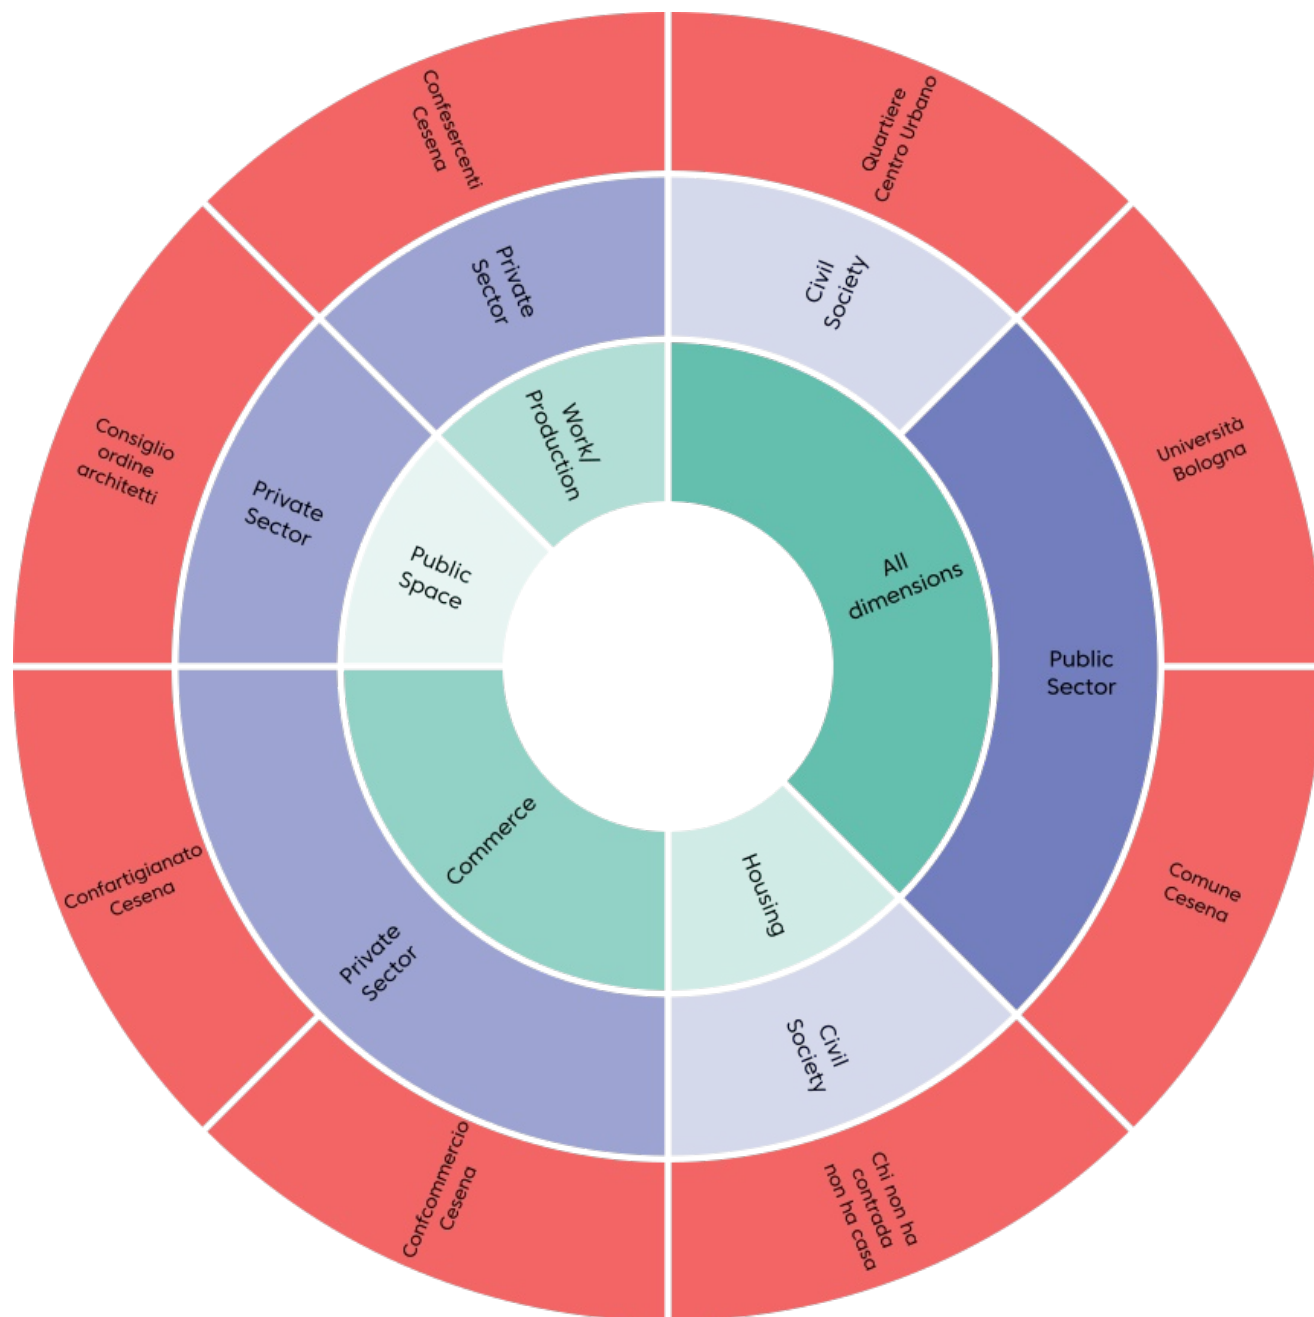 Quartiere
Centro Urbano
Università
Bologna
Comune
Cesena
Chi non ha
contrada
non ha casa
Confcommercio
Cesena
Confartigianato
Cesena
Consiglio
ordine
architetti
Confesercenti
Cesena
Civil
Society
Public
Sector
Civil
Society
Private
Sector
Private
Sector
Private
Sector
All
dimensions
Housing
Commerce
Public
Space
Work/
Production